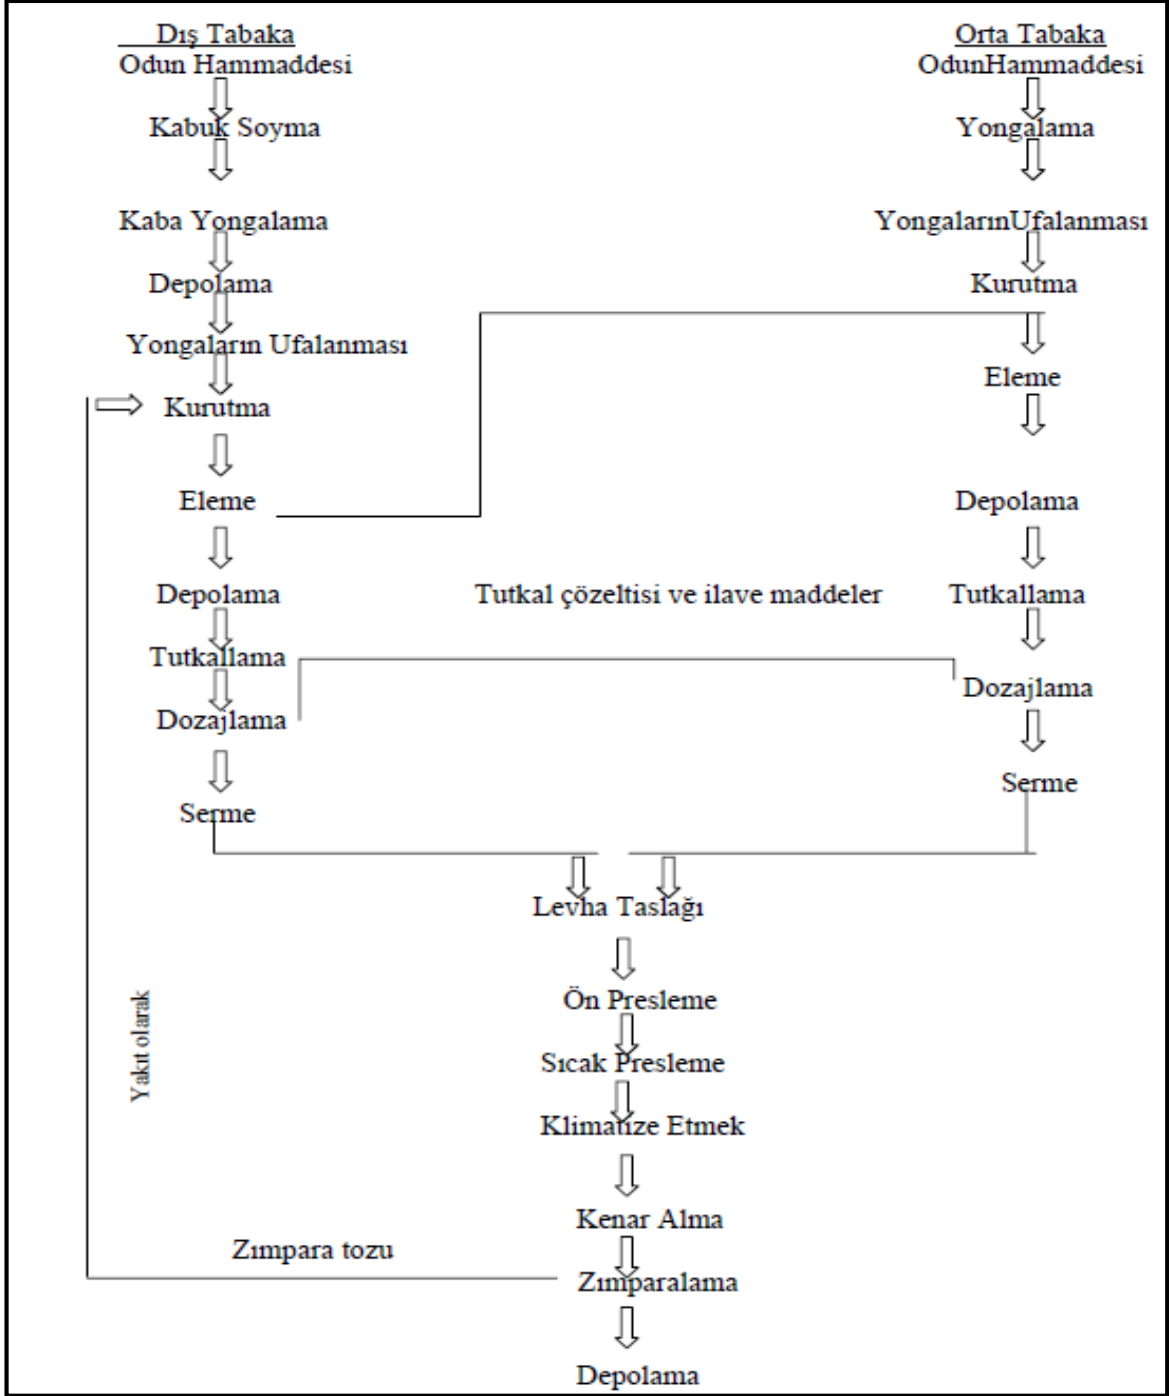 Dış Tabaka
Odun Hammaddesi
Kabuk Soyma
Kaba Yongalama
Depolama
Yongaların Ufalanması
Kurutma
Eleme
Depolama
Tutkallama
Dozajlama
Serme
Orta Tabaka
OdunHammaddesi
Yongalama
YongalarınUfalanması
Kurutma
Eleme
Depolama
Tutkallama
Dozajlama
Serme
Tutkal çözeltisi ve ilave maddeler
Levha Taslağı
Ön Presleme
Sıcak Presleme
Klimatize Etmek
Kenar Alma
Zımparalama
Depolama
Zımpara tozu
Yakıt olarak